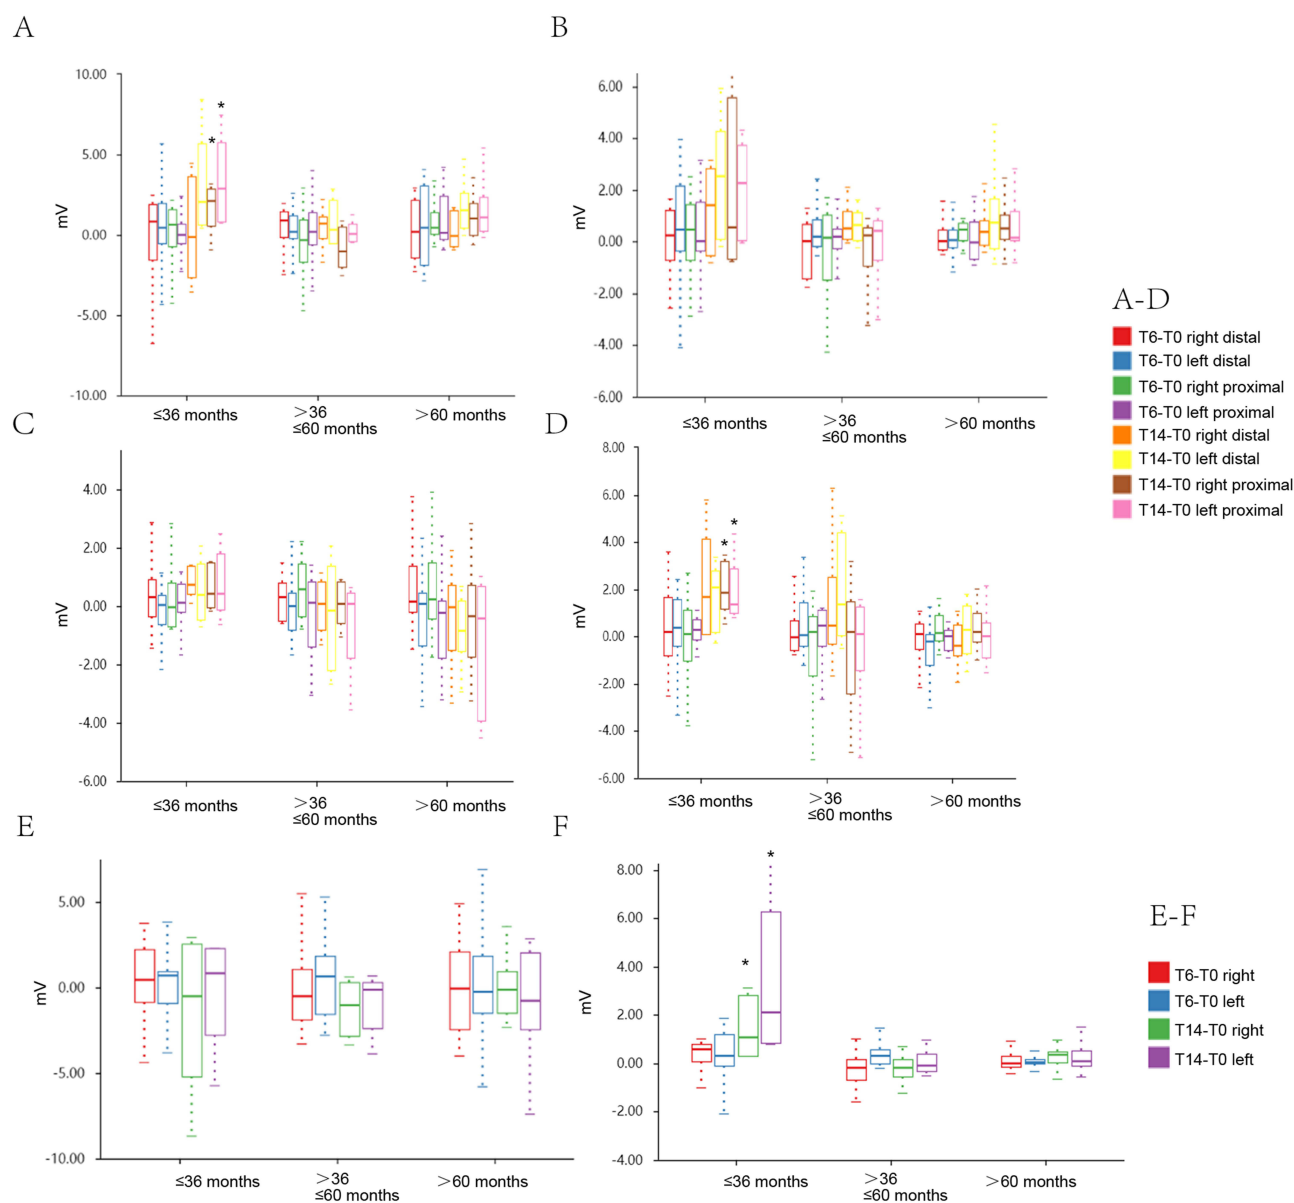 A
10.00
5.00
0.00
-5.00
-10.00
mV
*
*
≤36 months
>36
≤60 months
>60 months
B
6.00
4.00
2.00
0.00
-2.00
-4.00
-6.00
mV
≤36 months
>36
≤60 months
>60 months
A-D
T6-T0 right distal
T6-T0 left distal
T6-T0 right proximal
T6-T0 left proximal
T14-T0 right distal
T14-T0 left distal
T14-T0 right proximal
T14-T0 left proximal
C
4.00
2.00
0.00
-2.00
-4.00
-6.00
mV
≤36 months
>36
≤60 months
>60 months
D
8.00
6.00
4.00
2.00
0.00
-2.00
-4.00
-6.00
mV
*
*
≤36 months
>36
≤60 months
>60 months
E
5.00
0.00
-5.00
-10.00
mV
≤36 months
>36
≤60 months
>60 months
F
8.00
6.00
4.00
2.00
0.00
-2.00
-4.00
mV
*
*
≤36 months
>36
≤60 months
>60 months
E-F
T6-T0 right
T6-T0 left
T14-T0 right
T14-T0 left